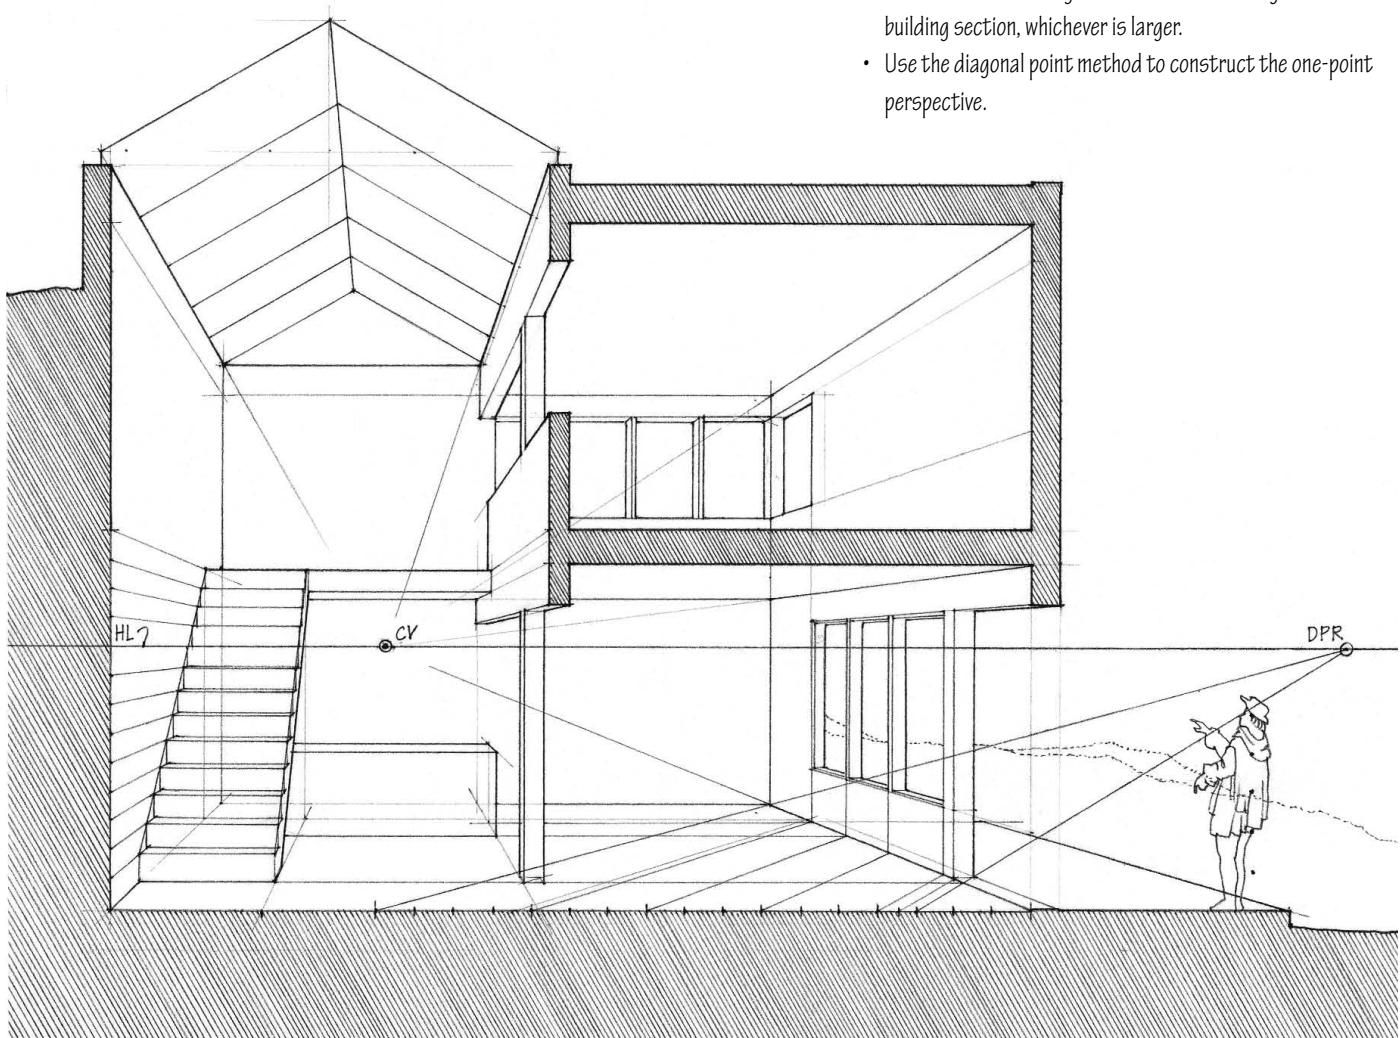 building section, whichever is larger.
• Use the diagonal point method to construct the one-point
perspective.
HL
CV
DPR